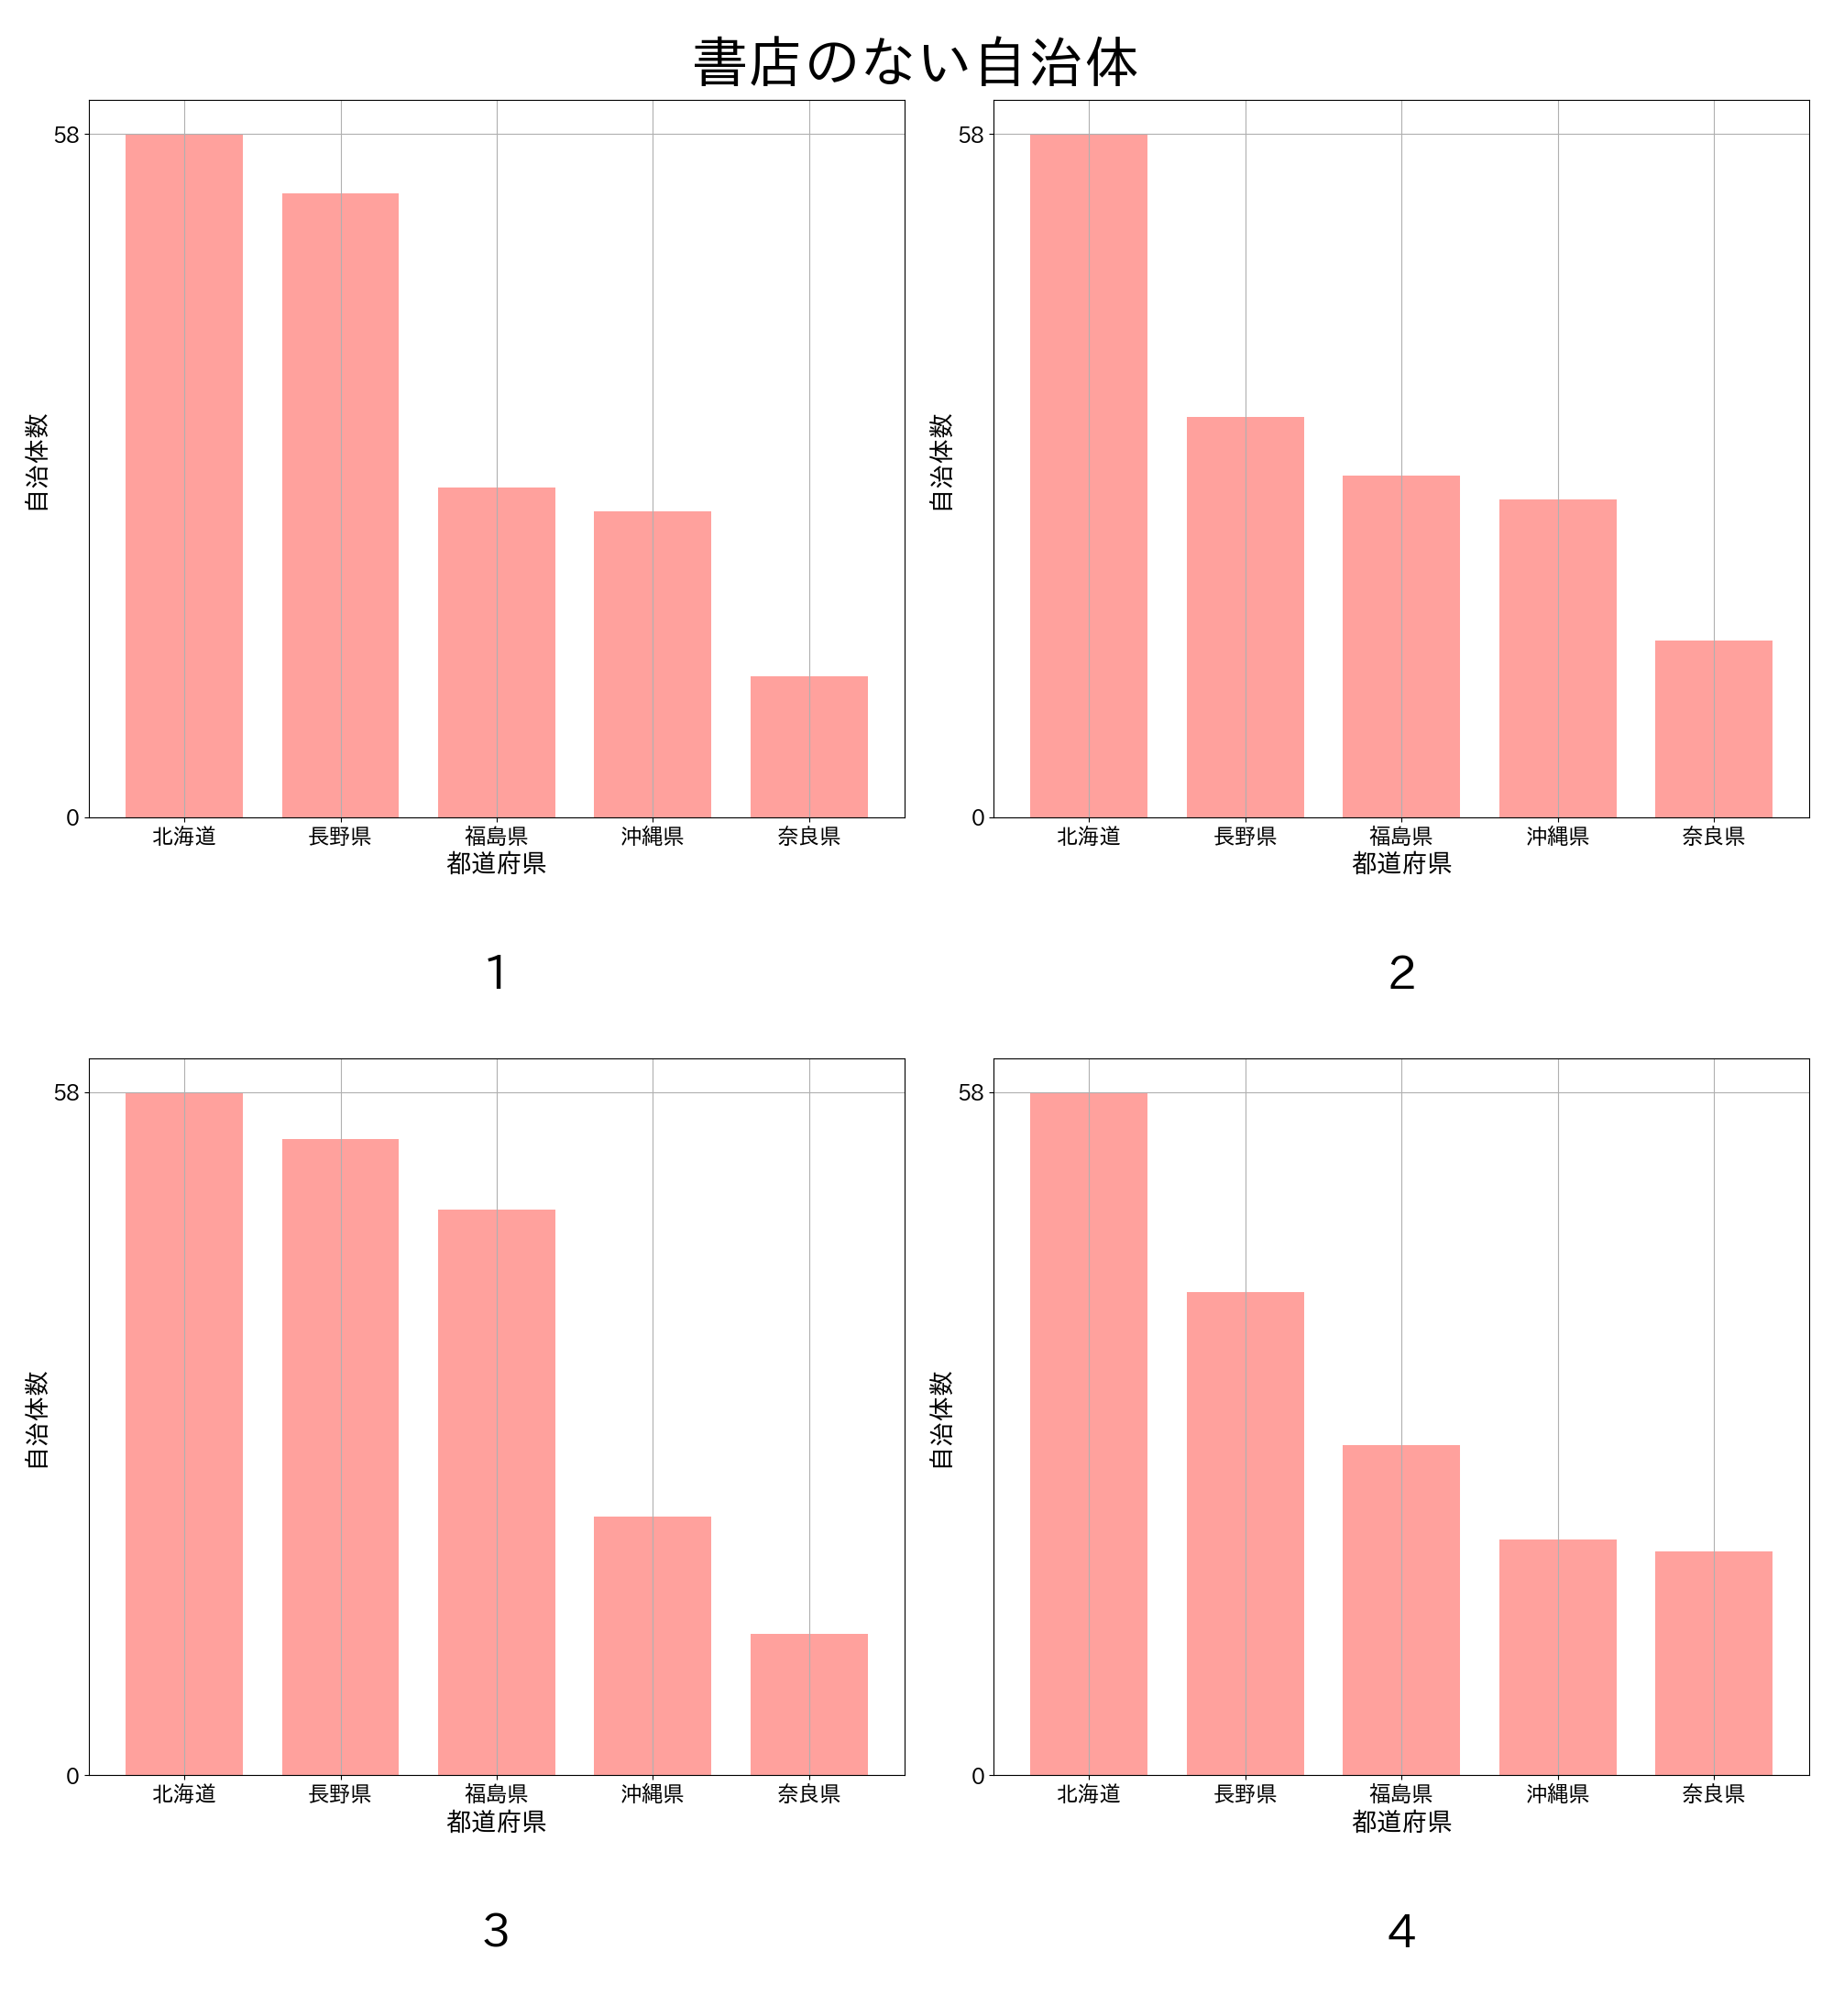 書店のない自治体
58
0
自治体数
北海道 長野県 福島県 沖縄県 奈良県
都道府県
1
58
0
自治体数
北海道 長野県 福島県 沖縄県 奈良県
都道府県
2
58
0
自治体数
北海道 長野県 福島県 沖縄県 奈良県
都道府県
3
58
0
自治体数
北海道 長野県 福島県 沖縄県 奈良県
都道府県
4